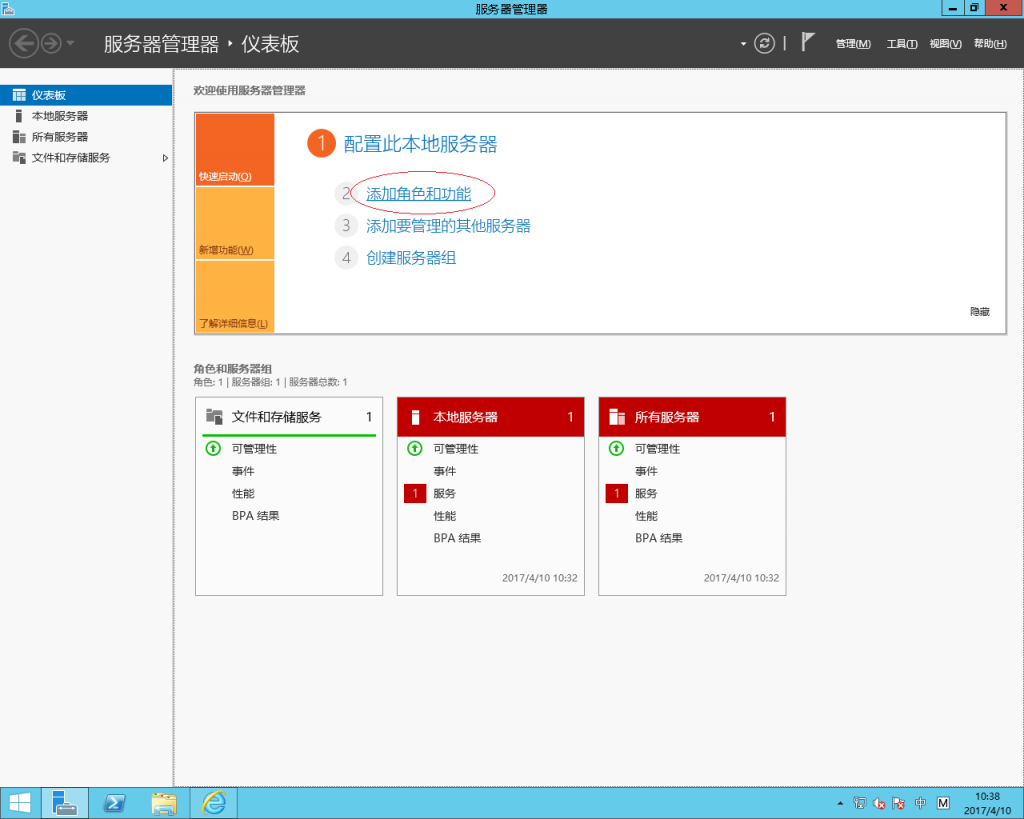 服务器管理器
服务器管理器 · 仪表板
管理(M) 工具(T) 视图(V) 帮助(H)
仪表板
本地服务器
所有服务器
文件和存储服务
欢迎使用服务器管理器
快速启动(Q)
新增功能(W)
了解详细信息(L)
1 配置此本地服务器
2 添加角色和功能
3 添加要管理的其他服务器
4 创建服务器组
隐藏
角色和服务器组
角色: 1 | 服务器组: 1 | 服务器总数: 1
文件和存储服务 1
可管理性
事件
性能
BPA 结果
本地服务器 1
可管理性
事件
1 服务
性能
BPA 结果
2017/4/10 10:32
所有服务器 1
可管理性
事件
1 服务
性能
BPA 结果
2017/4/10 10:32
中 M
10:38
2017/4/10